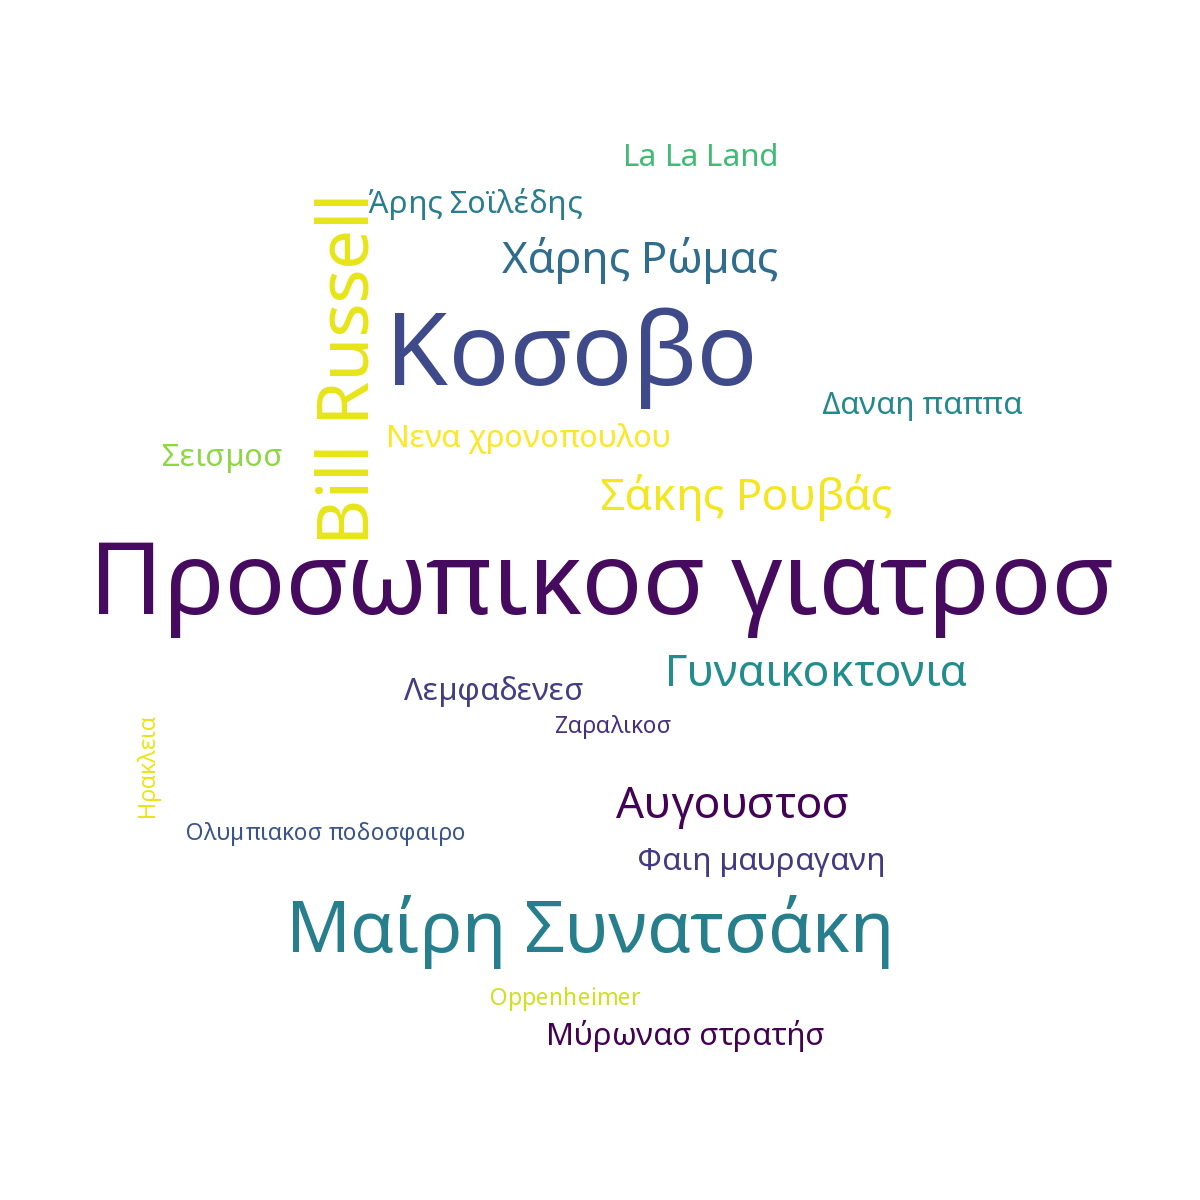 La La Land
Άρης Σοϊλέδης
Bill Russell
Χάρης Ρώμας
Κοσοβο
Δαναη παππα
Νενα χρονοπουλου
Σεισμοσ
Σάκης Ρουβάς
Προσωπικοσ γιατροσ
Γυναικοκτονια
Λεμφαδενεσ
Ζαραλικοσ
Ηρακλεια
Αυγουστοσ
Ολυμπιακοσ ποδοσφαιρο
Φαιη μαυραγανη
Μαίρη Συνατσάκη
Oppenheimer
Μύρωνασ στρατήσ